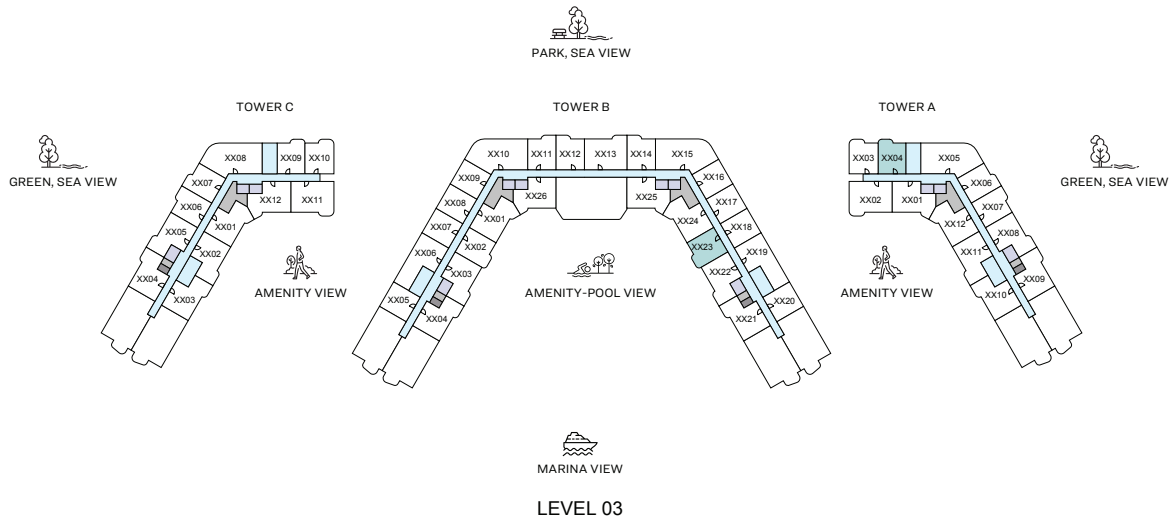 PARK, SEA VIEW
TOWER C
TOWER B
TOWER A
GREEN, SEA VIEW
GREEN, SEA VIEW
XX08
XX09
XX10
XX07
XX12
XX11
XX06
XX01
XX05
XX02
XX04
XX03
AMENITY VIEW
XX10
XX11
XX12
XX13
XX14
XX15
XX09
XX26
XX25
XX16
XX08
XX01
XX24
XX17
XX07
XX02
XX23
XX18
XX06
XX03
XX22
XX19
XX05
XX04
XX21
XX20
AMENITY-POOL VIEW
XX03
XX04
XX05
XX02
XX01
XX06
XX12
XX07
XX11
XX08
XX10
XX09
AMENITY VIEW
MARINA VIEW
LEVEL 03